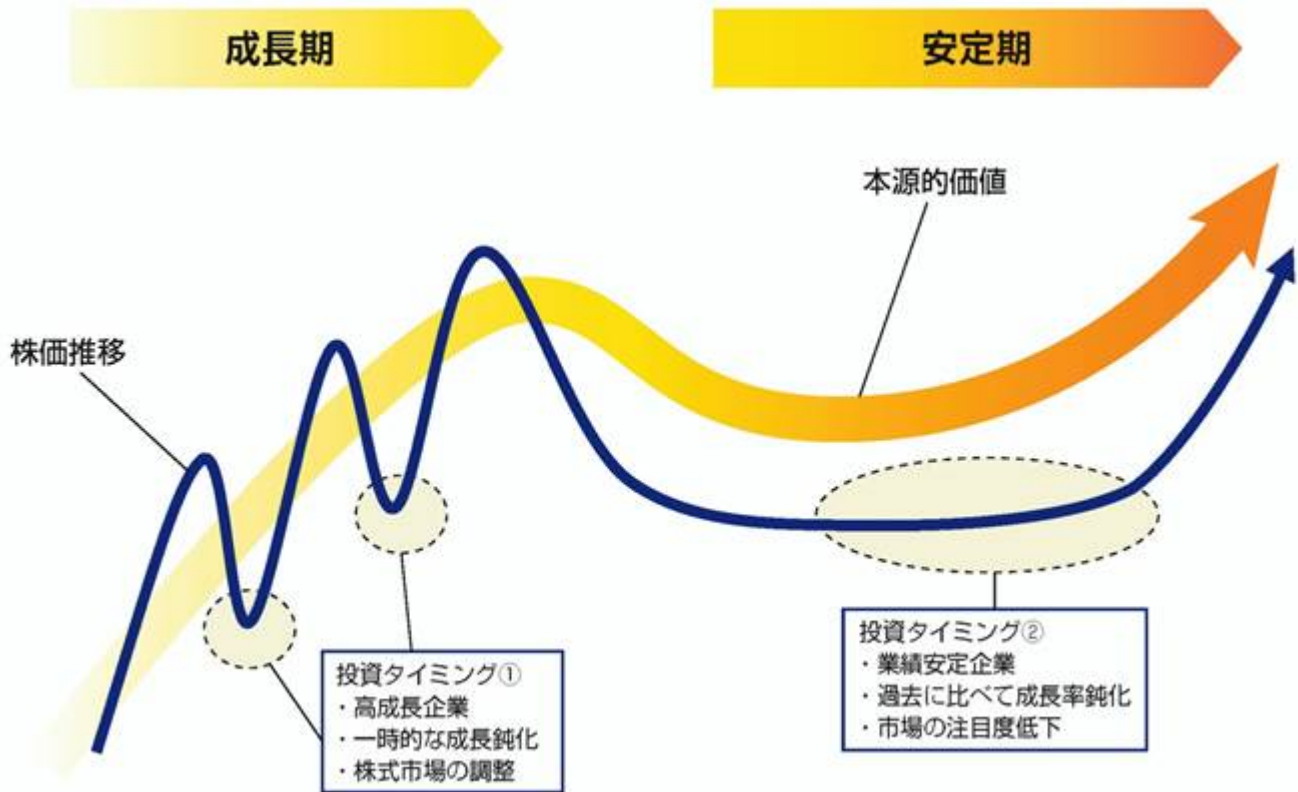 成長期
安定期
本源的価値
株価推移
投資タイミング①
・高成長企業
・一時的な成長鈍化
・株式市場の調整
投資タイミング②
・業績安定企業
・過去に比べて成長率鈍化
・市場の注目度低下